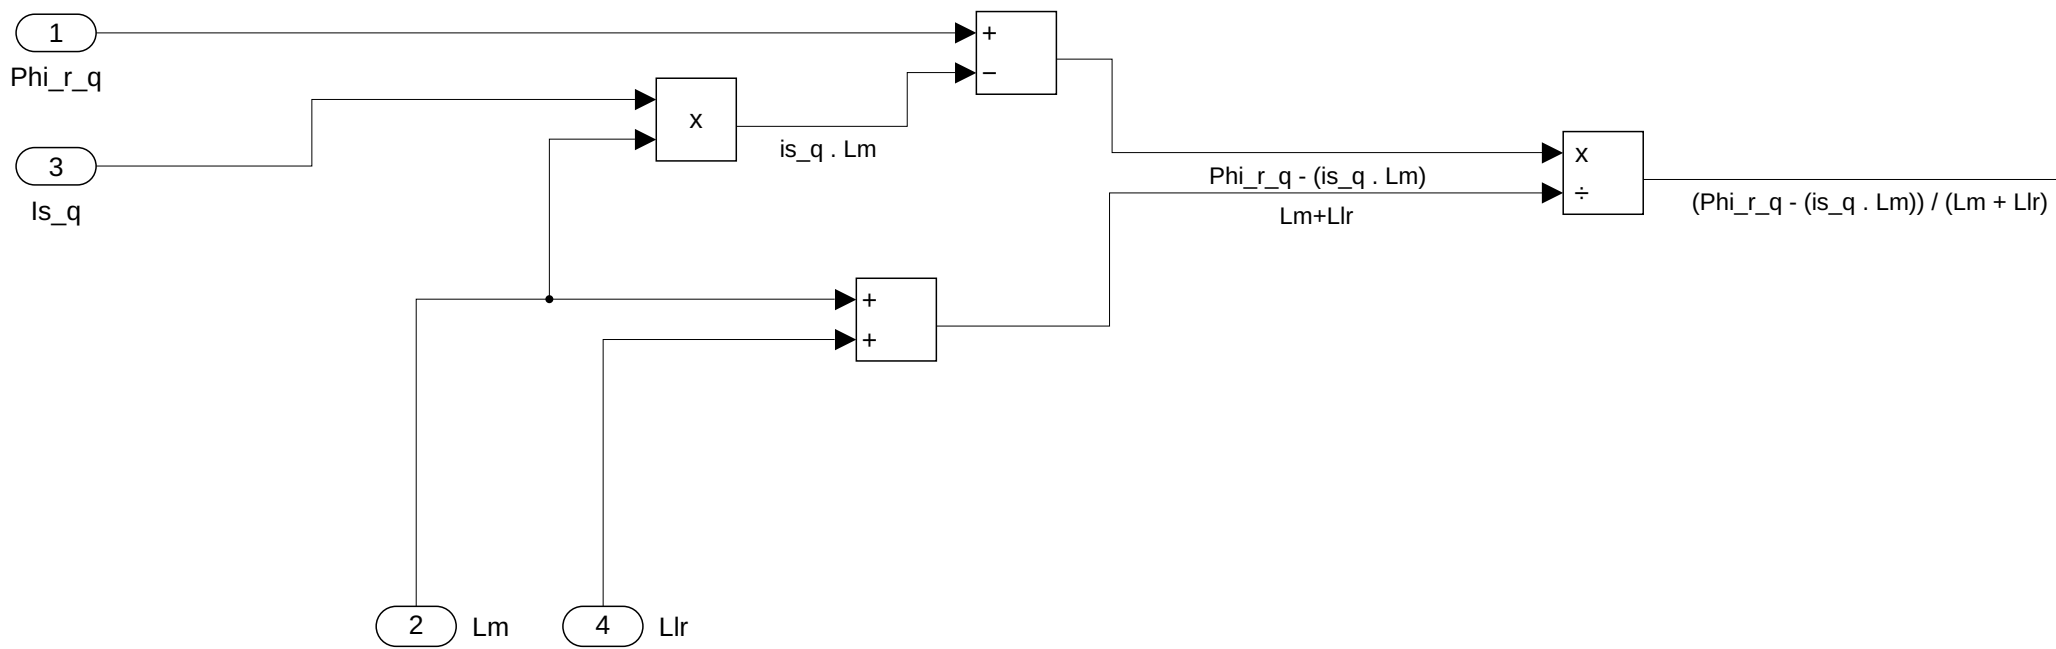 1
Phi_r_q
+
−
x
is_q . Lm
3
Is_q
x
÷
Phi_r_q - (is_q . Lm)
Lm+Llr
(Phi_r_q - (is_q . Lm)) / (Lm + Llr)
+
+
2
Lm
4
Llr